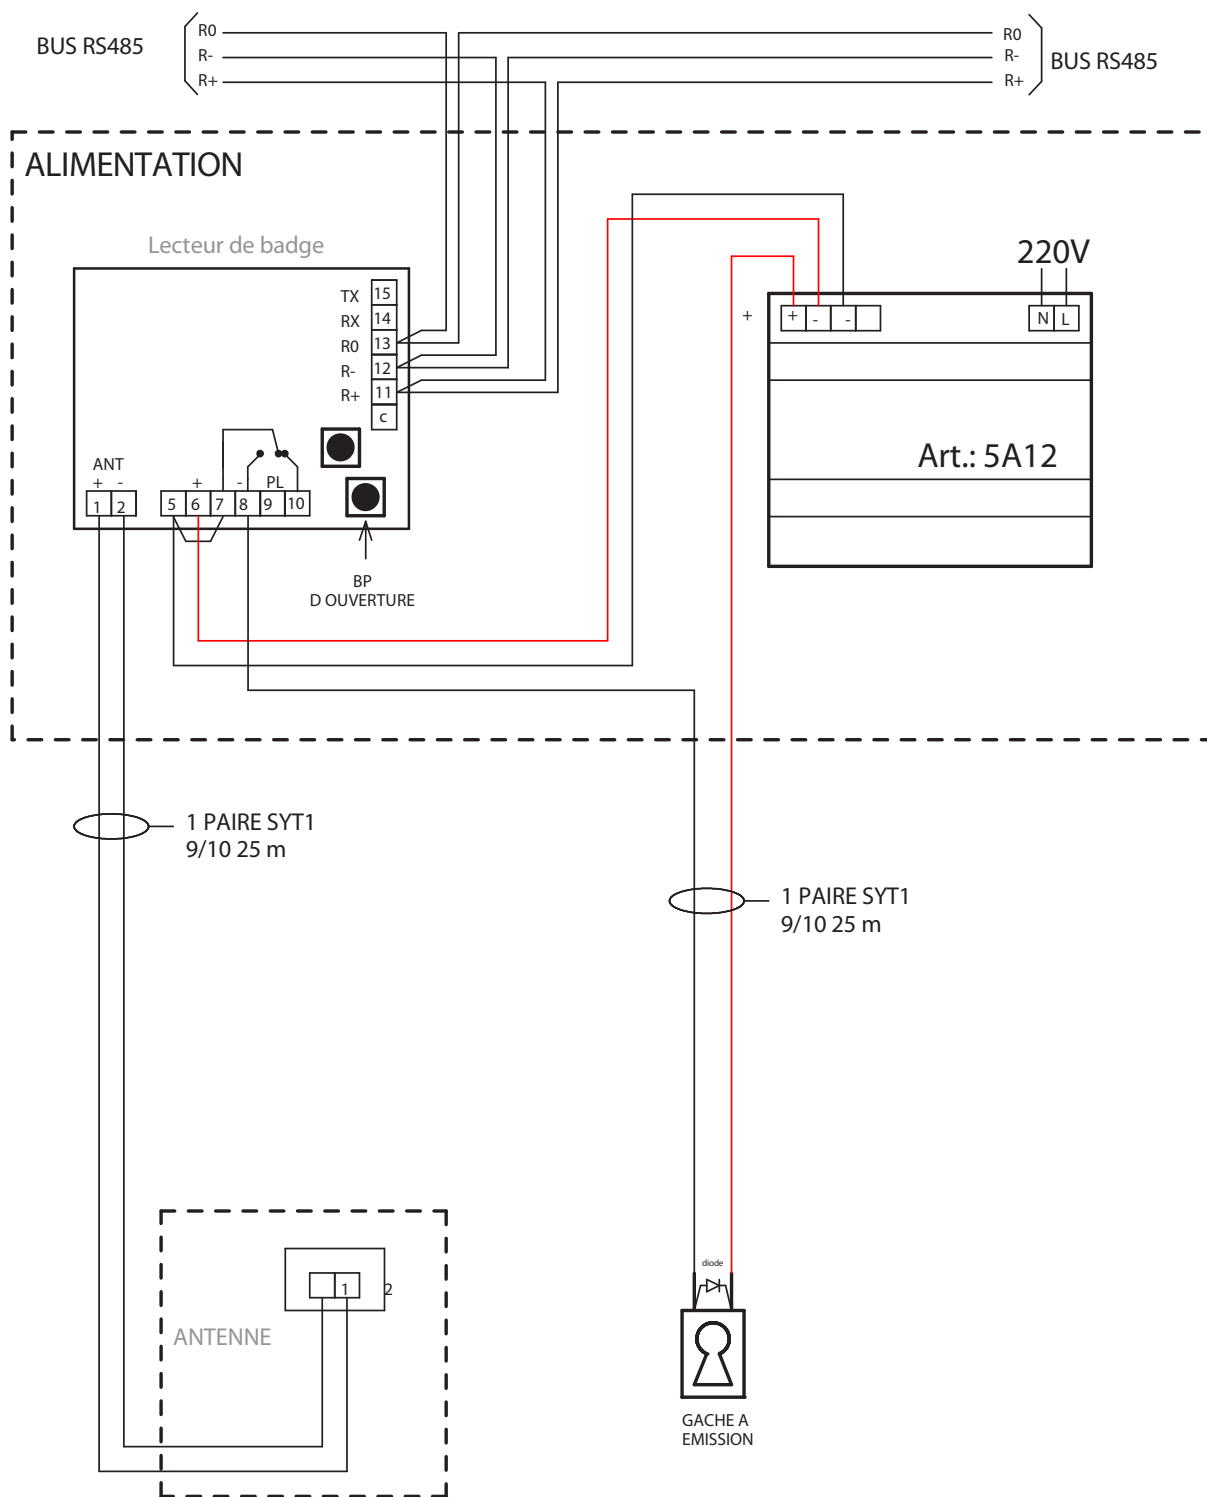 R0
BUS RS485
R-
R+
R0
R-
BUS RS485
R+
ALIMENTATION
Lecteur de badge
220V
TX 15
RX 14
R0 13
R- 12
R+ 11
c
+ + - -
N L
Art.: 5A12
ANT
+ - + - PL
1 2 5 6 7 8 9 10
BP
D OUVERTURE
1 PAIRE SYT1
9/10 25 m
1 PAIRE SYT1
9/10 25 m
diode
1 2
ANTENNE
GACHE A
EMISSION